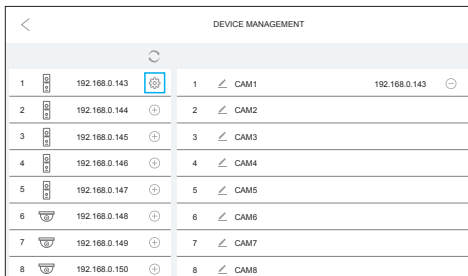 DEVICE MANAGEMENT
1 192.168.0.143 1 CAM1 192.168.0.143
2 192.168.0.144 2 CAM2
3 192.168.0.145 3 CAM3
4 192.168.0.146 4 CAM4
5 192.168.0.147 5 CAM5
6 192.168.0.148 6 CAM6
7 192.168.0.149 7 CAM7
8 192.168.0.150 8 CAM8